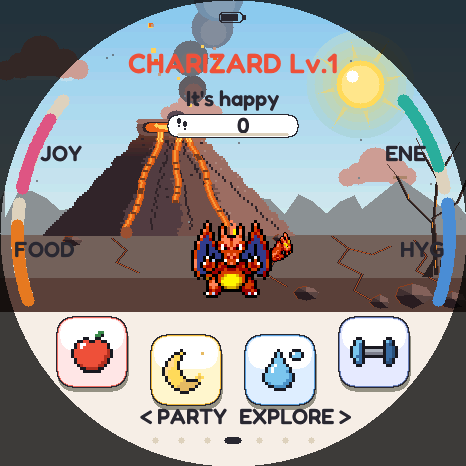 CHARIZARD Lv.1
It's happy
0
JOY
ENE
FOOD
HYG
< PARTY EXPLORE >